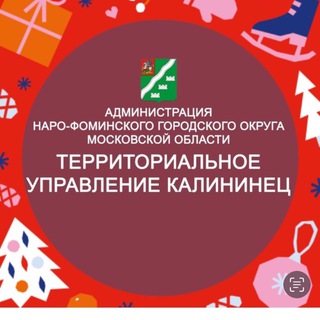 АДМИНИСТРАЦИЯ
НАРО-ФОМИНСКОГО ГОРОДСКОГО ОКРУГА
МОСКОВСКОЙ ОБЛАСТИ
ТЕРРИТОРИАЛЬНОЕ
УПРАВЛЕНИЕ КАЛИНИНЕЦ